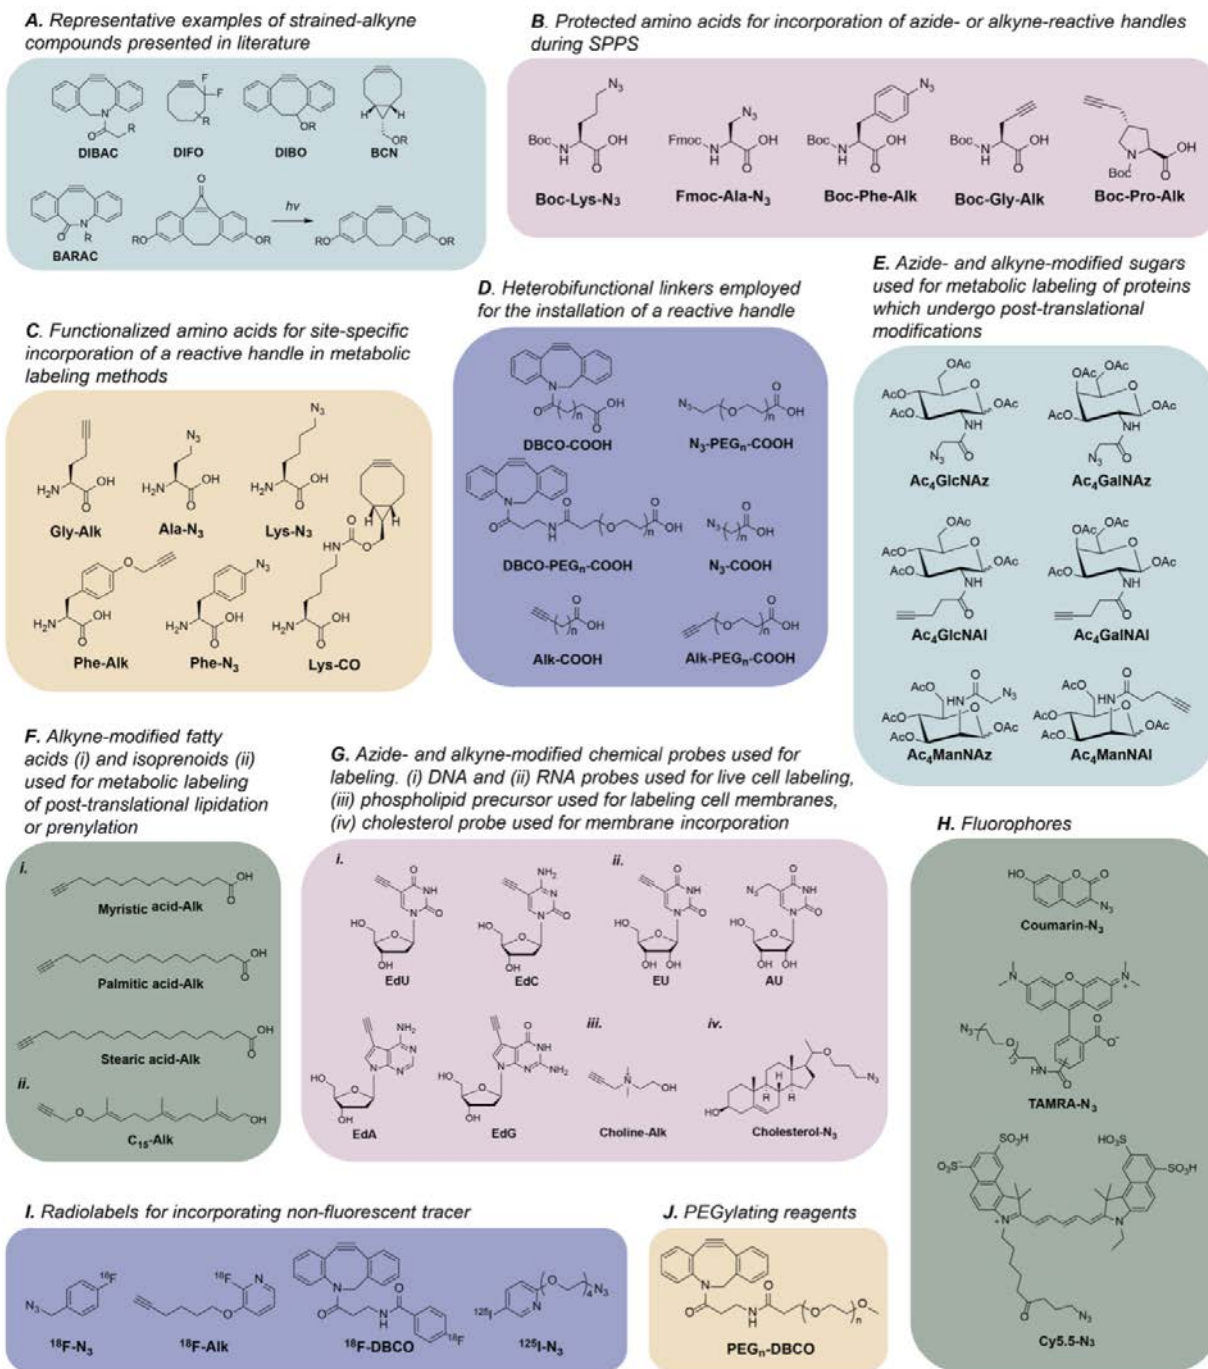 A. Representative examples of strained-alkyne
compounds presented in literature
DIBAC
DIFO
DIBO
BCN
BARAC
hv
B. Protected amino acids for incorporation of azide- or alkyne-reactive handles
during SPPS
Boc-Lys-N3
Fmoc-Ala-N3
Boc-Phe-Alk
Boc-Gly-Alk
Boc-Pro-Alk
C. Functionalized amino acids for site-specific
incorporation of a reactive handle in metabolic
labeling methods
Gly-Alk
Ala-N3
Lys-N3
Phe-Alk
Phe-N3
Lys-CO
D. Heterobifunctional linkers employed
for the installation of a reactive handle
DBCO-COOH
N3-PEGn-COOH
DBCO-PEGn-COOH
N3-COOH
Alk-COOH
Alk-PEGn-COOH
E. Azide- and alkyne-modified sugars
used for metabolic labeling of proteins
which undergo post-translational
modifications
Ac4GlcNAz
Ac4GalNAz
Ac4GlcNAl
Ac4GalNAl
Ac4ManNAz
Ac4ManNAl
F. Alkyne-modified fatty
acids (i) and isoprenoids (ii)
used for metabolic labeling
of post-translational lipidation
or prenylation
i.
Myristic acid-Alk
Palmitic acid-Alk
Stearic acid-Alk
ii.
C15-Alk
G. Azide- and alkyne-modified chemical probes used for
labeling. (i) DNA and (ii) RNA probes used for live cell labeling,
(iii) phospholipid precursor used for labeling cell membranes,
(iv) cholesterol probe used for membrane incorporation
i.
EdU
EdC
ii.
EU
AU
EdA
EdG
iii.
Choline-Alk
iv.
Cholesterol-N3
H. Fluorophores
Coumarin-N3
TAMRA-N3
Cy5.5-N3
I. Radiolabels for incorporating non-fluorescent tracer
18F-N3
18F-Alk
18F-DBCO
125I-N3
J. PEGylating reagents
PEGn-DBCO